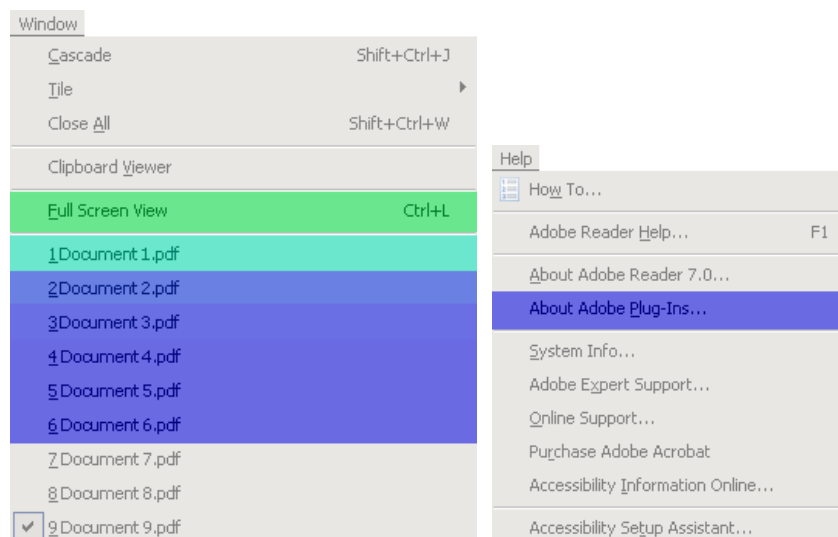 Window
Cascade Shift+Ctrl+J
Tile
Close All Shift+Ctrl+W
Clipboard Viewer
Full Screen View Ctrl+L
1 Document 1.pdf
2 Document 2.pdf
3 Document 3.pdf
4 Document 4.pdf
5 Document 5.pdf
6 Document 6.pdf
7 Document 7.pdf
8 Document 8.pdf
9 Document 9.pdf
Help
How To...
Adobe Reader Help... F1
About Adobe Reader 7.0...
About Adobe Plug-Ins...
System Info...
Adobe Expert Support...
Online Support...
Purchase Adobe Acrobat
Accessibility Information Online...
Accessibility Setup Assistant...